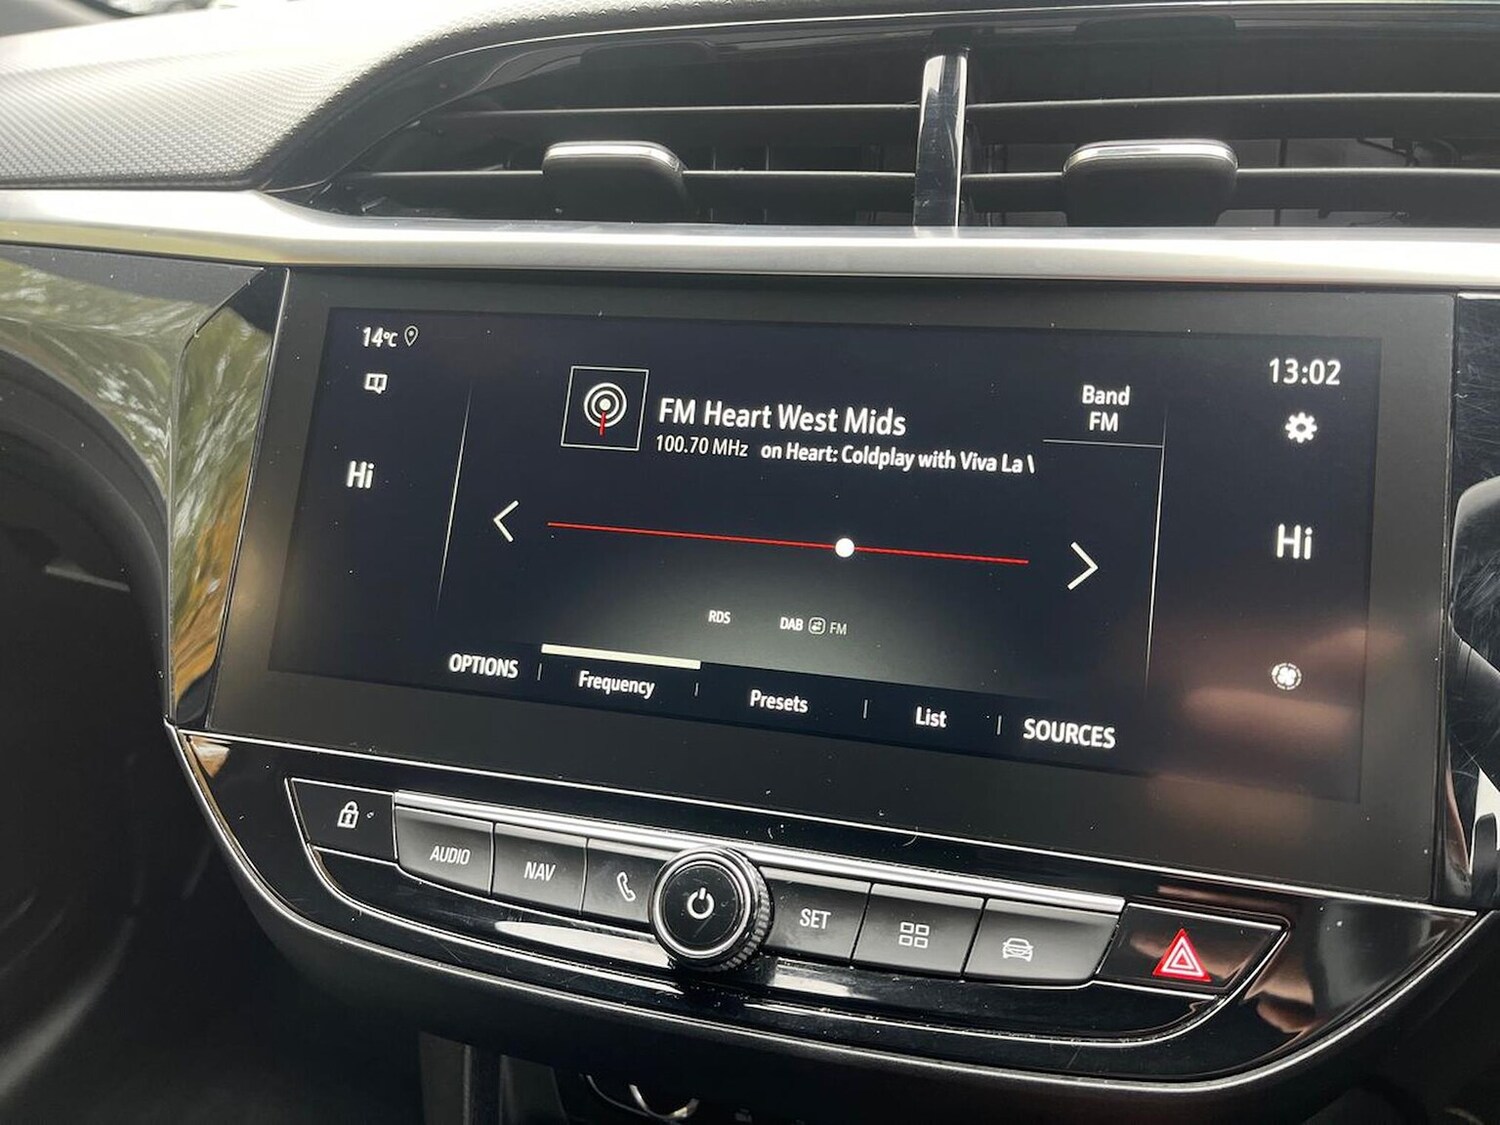 14°C
13:02
Band
FM
FM Heart West Mids
100.70 MHz on Heart: Coldplay with Viva La \
Hi
Hi
RDS DAB FM
OPTIONS | Frequency | Presets | List | SOURCES
AUDIO NAV SET